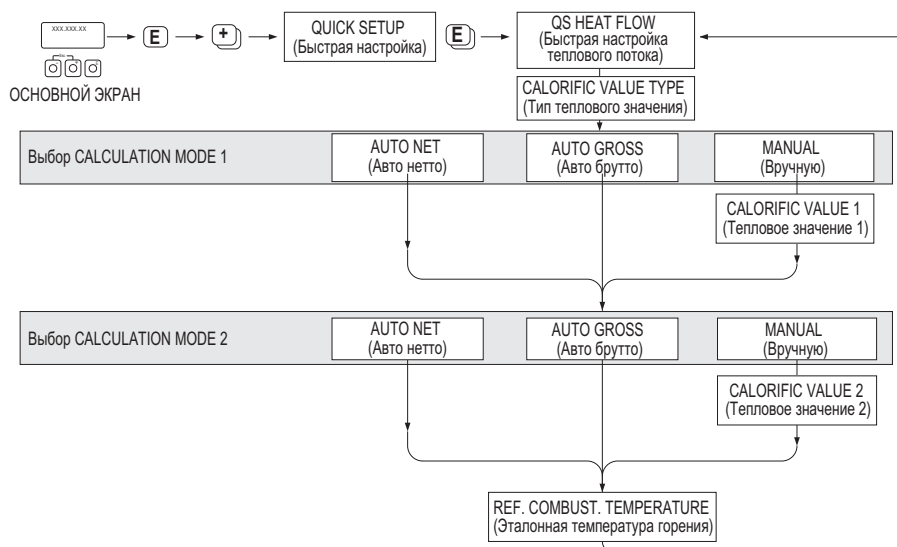 xxx.xxx.xx
Esc
E
+
QUICK SETUP
(Быстрая настройка)
E
QS HEAT FLOW
(Быстрая настройка
теплового потока)
ОСНОВНОЙ ЭКРАН
CALORIFIC VALUE TYPE
(Тип теплового значения)
Выбор CALCULATION MODE 1
AUTO NET
(Авто нетто)
AUTO GROSS
(Авто брутто)
MANUAL
(Вручную)
CALORIFIC VALUE 1
(Тепловое значение 1)
Выбор CALCULATION MODE 2
AUTO NET
(Авто нетто)
AUTO GROSS
(Авто брутто)
MANUAL
(Вручную)
CALORIFIC VALUE 2
(Тепловое значение 2)
REF. COMBUST. TEMPERATURE
(Эталонная температура горения)